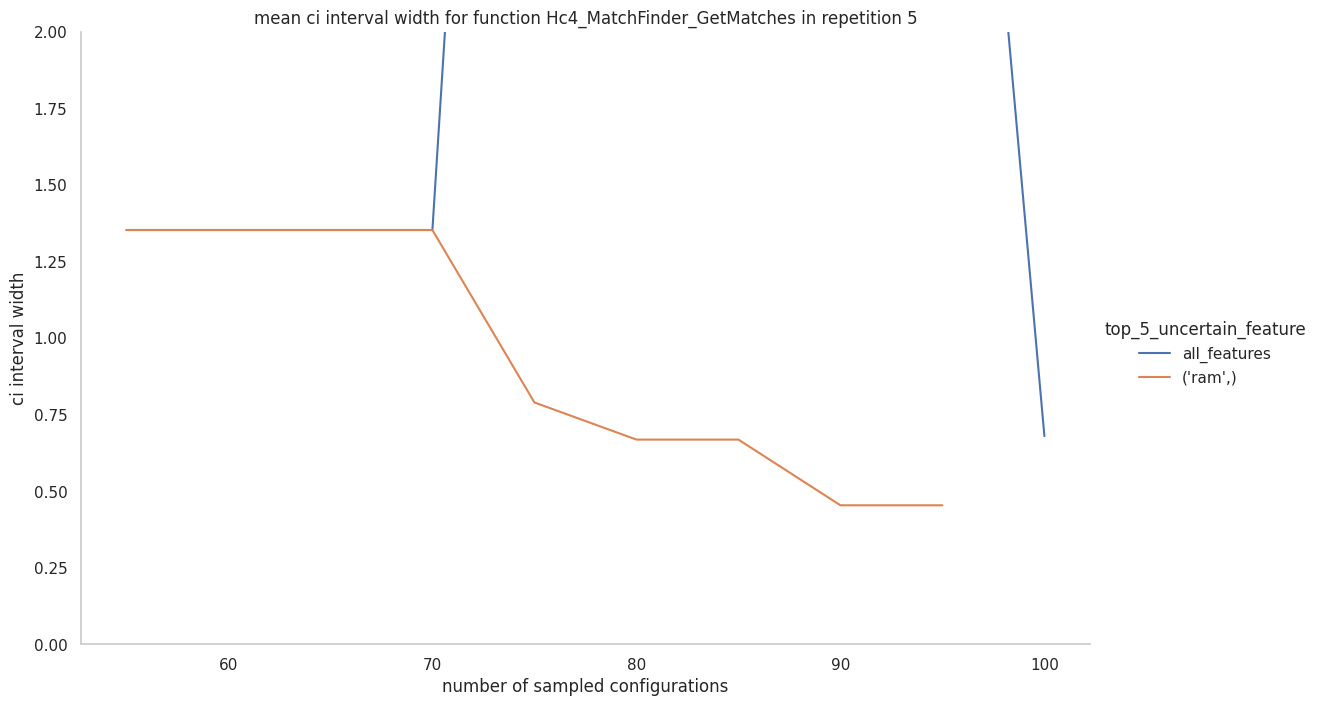 mean ci interval width for function Hc4_MatchFinder_GetMatches in repetition 5
2.00
1.75
1.50
1.25
1.00
0.75
0.50
0.25
0.00
ci interval width
60 70 80 90 100
number of sampled configurations
top_5_uncertain_feature
all_features
('ram',)